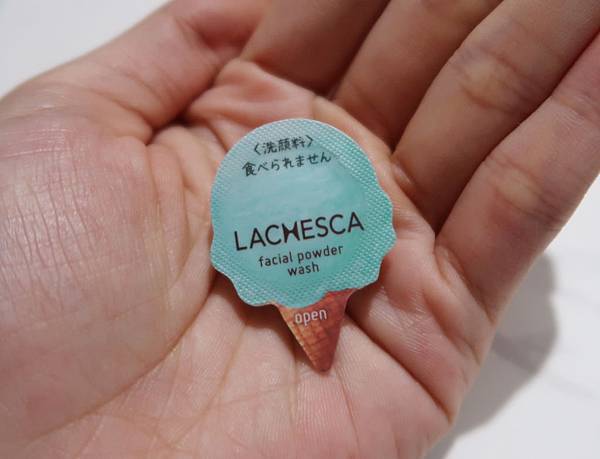 〈洗顔料〉
食べられません
LACHESCA
facial powder
wash
open